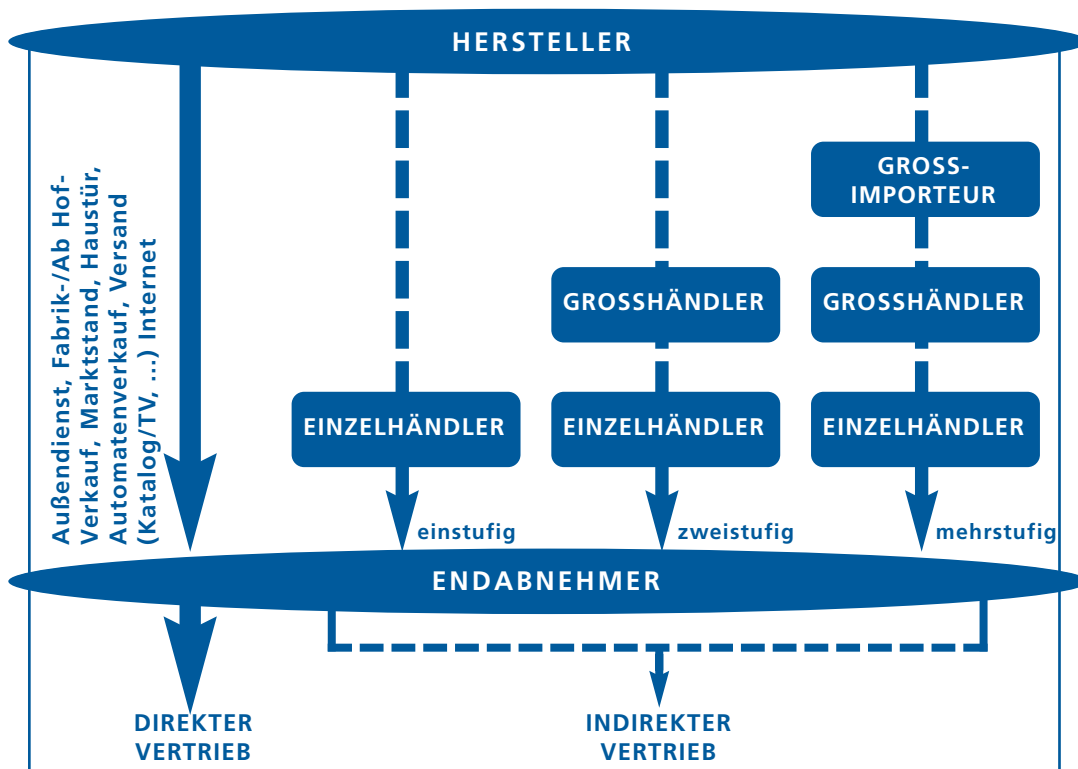 HERSTELLER
Außendienst, Fabrik-/Ab Hof-
Verkauf, Marktstand, Haustür,
Automatenverkauf, Versand
(Katalog/TV, ...) Internet
GROSS-
IMPORTEUR
GROSSHÄNDLER
GROSSHÄNDLER
EINZELHÄNDLER
EINZELHÄNDLER
EINZELHÄNDLER
einstufig
zweistufig
mehrstufig
ENDABNEHMER
DIREKTER
VERTRIEB
INDIREKTER
VERTRIEB